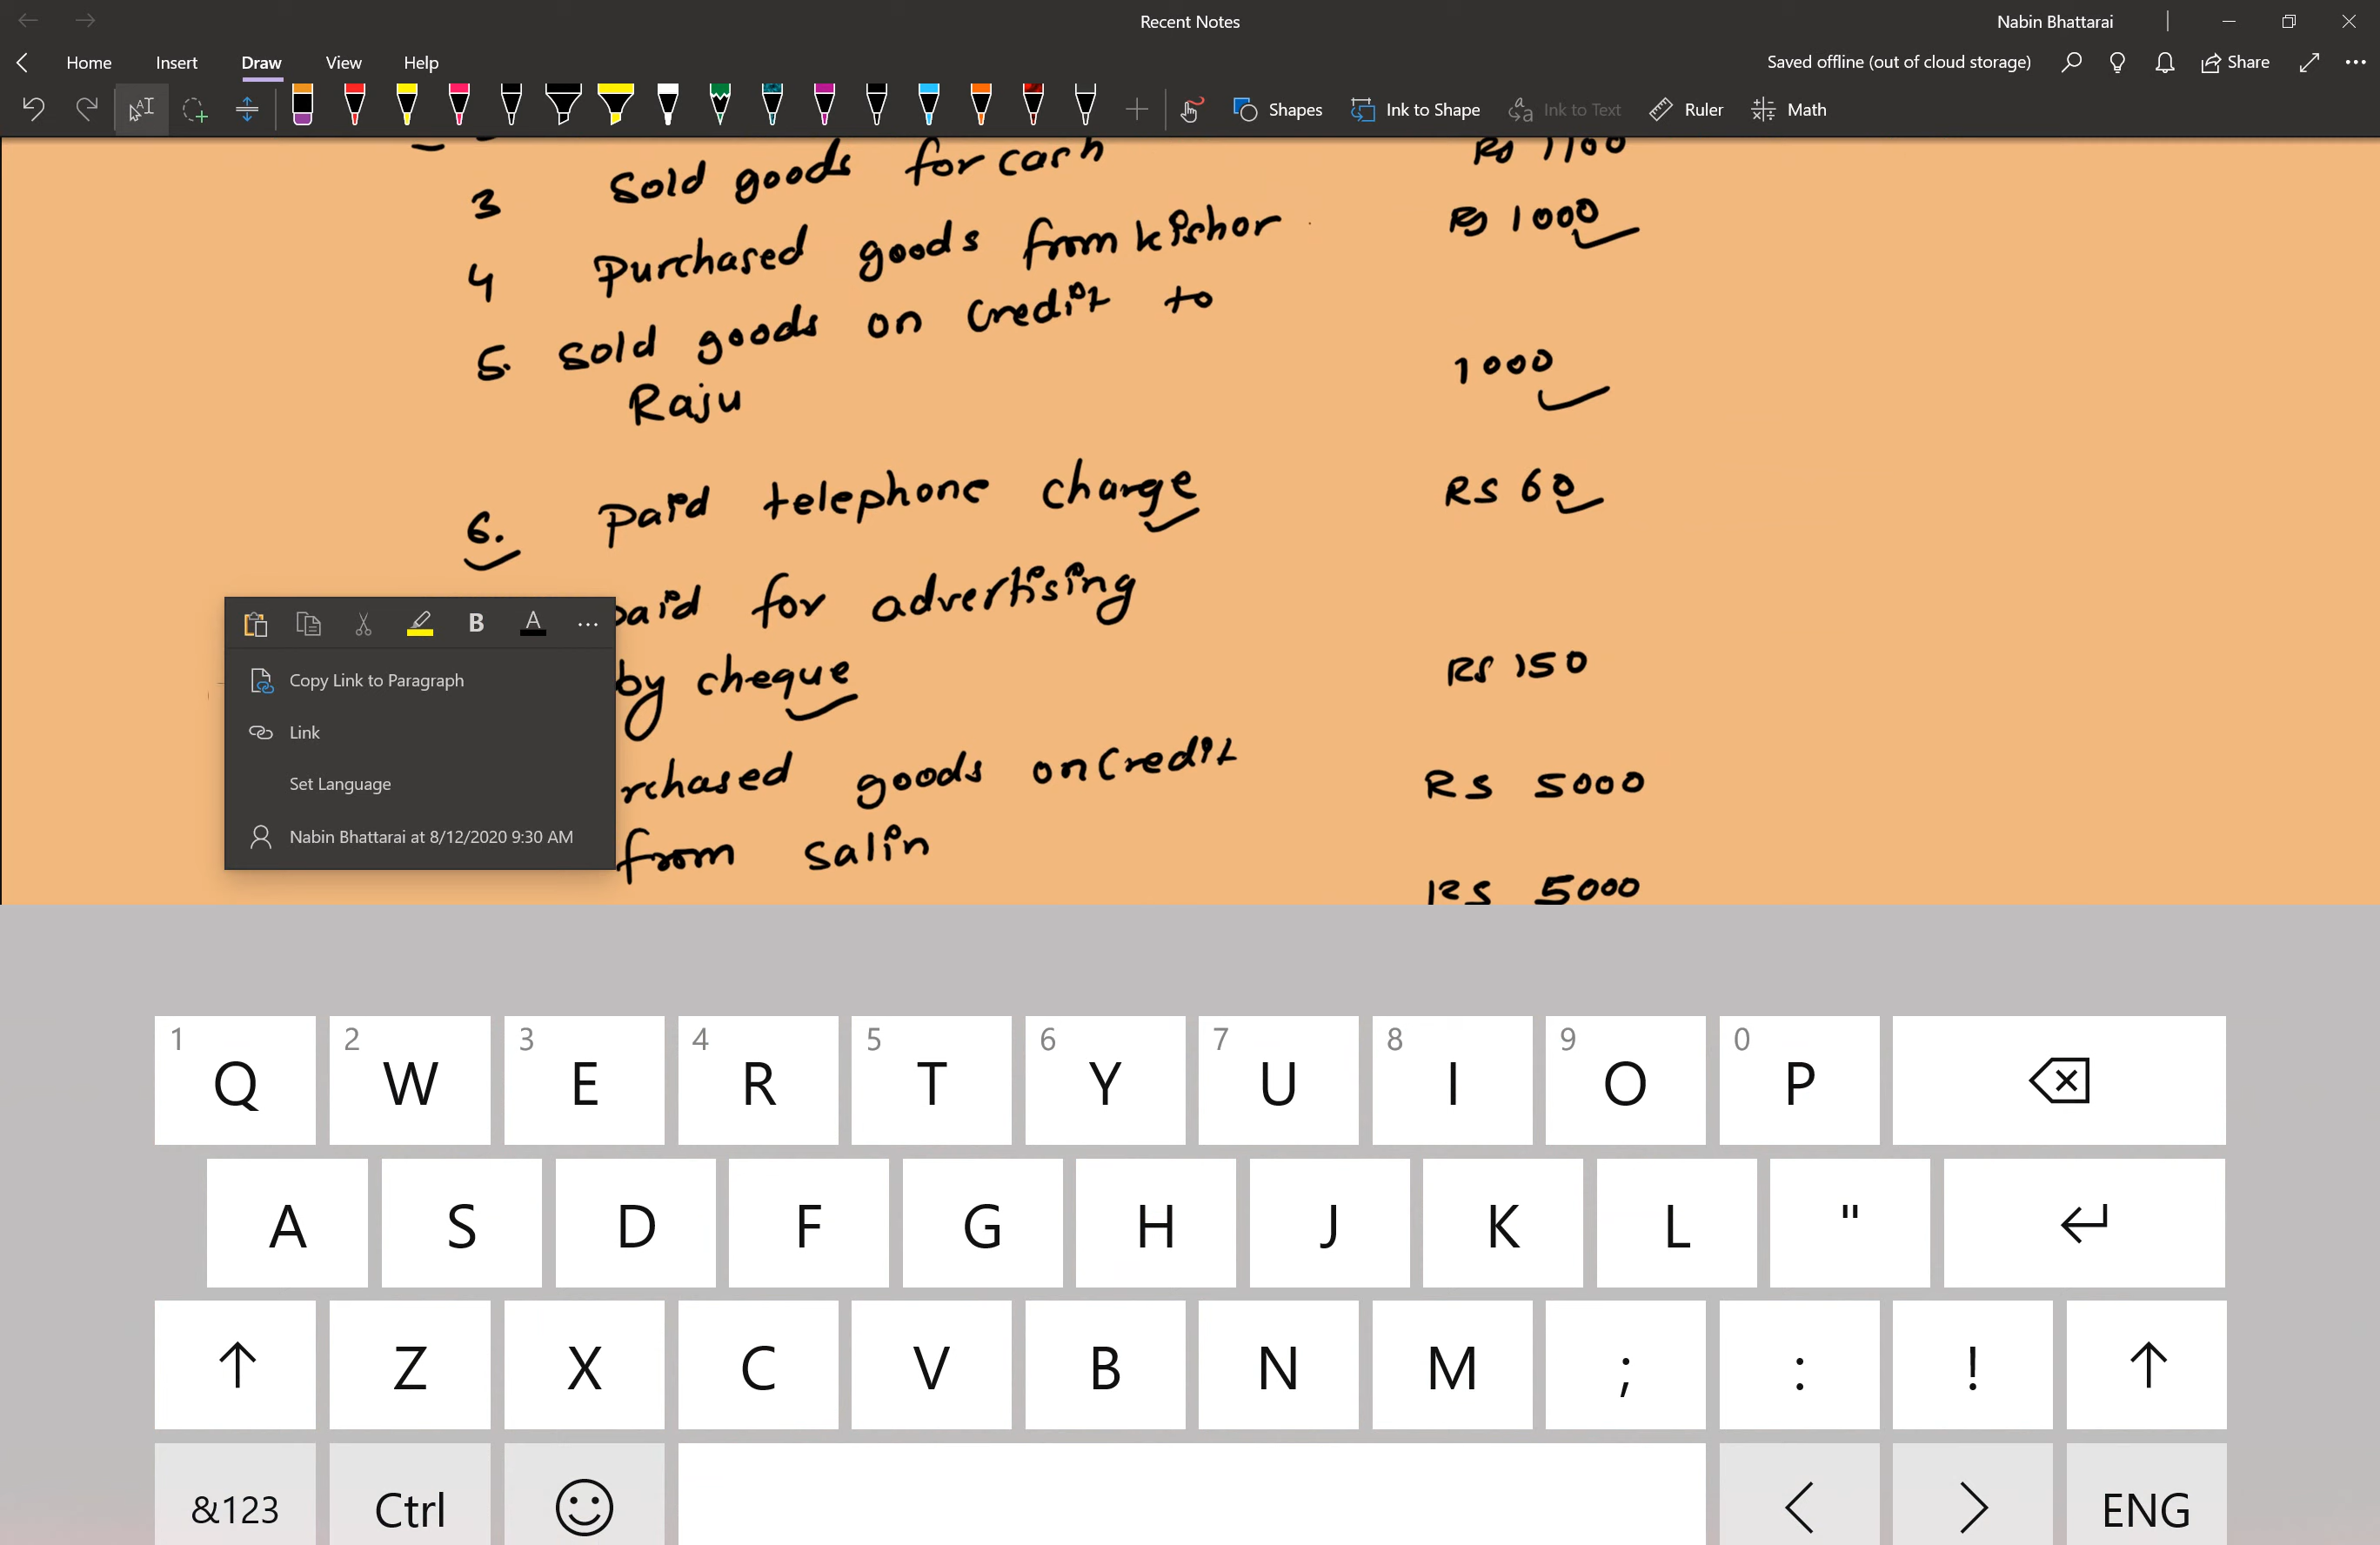 Recent Notes
Nabin Bhattarai
Home Insert Draw View Help
Saved offline (out of cloud storage)
Share
Shapes Ink to Shape Ink to Text Ruler Math
3 Sold goods for cash Rs 1100
4 Purchased goods from kishor Rs 1000
5. Sold goods on Credit to
Raju 1000
6. Paid telephone charge RS 60
paid for advertising
by cheque RS 150
rchased goods on Credit RS 5000
from salin
RS 5000
B A ...
Copy Link to Paragraph
Link
Set Language
Nabin Bhattarai at 8/12/2020 9:30 AM
1 2 3 4 5 6 7 8 9 0
Q W E R T Y U I O P
A S D F G H J K L "
Z X C V B N M ; : !
&123 Ctrl ENG